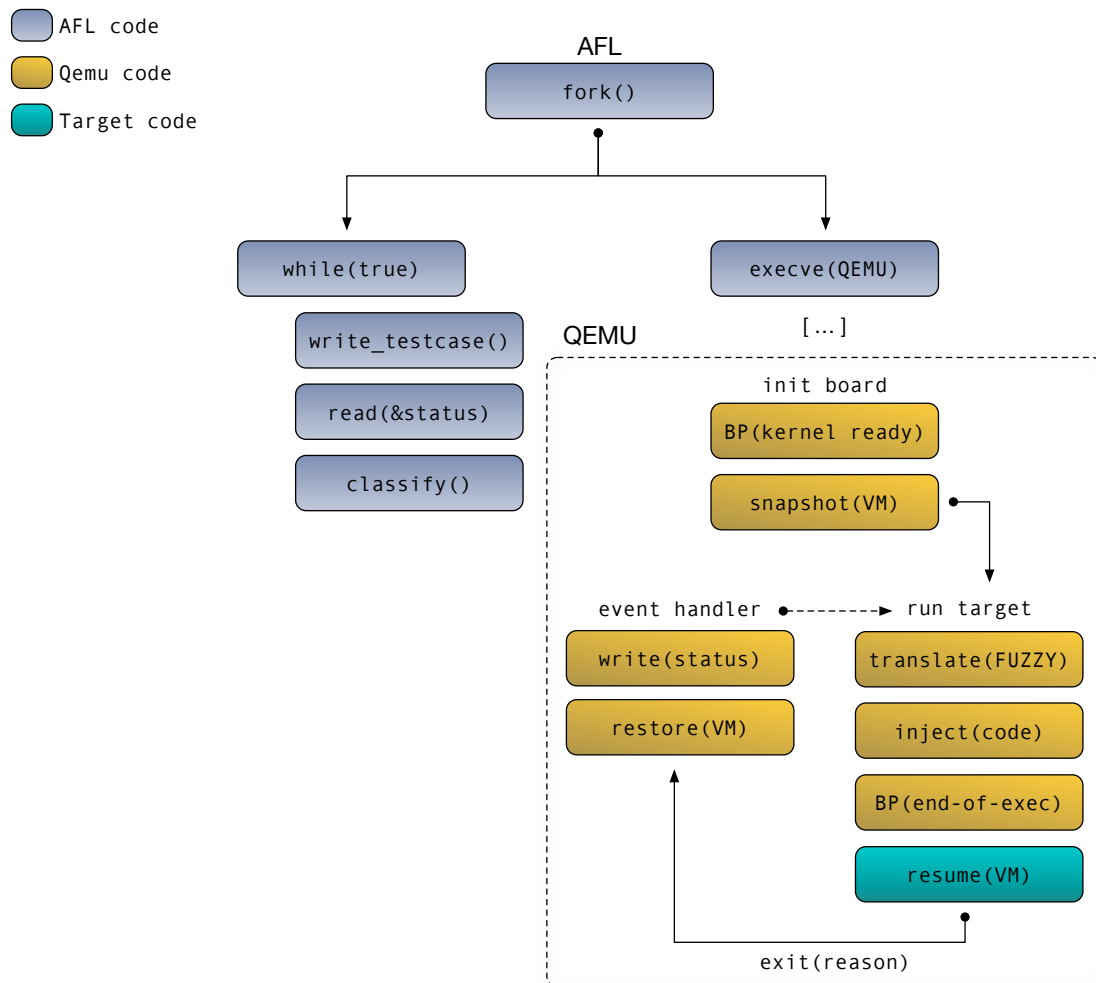 AFL code
Qemu code
Target code
AFL
fork()
while(true)
execve(QEMU)
write_testcase()
read(&status)
classify()
[ ... ]
QEMU
init board
BP(kernel ready)
snapshot(VM)
event handler
run target
write(status)
translate(FUZZY)
restore(VM)
inject(code)
BP(end-of-exec)
resume(VM)
exit(reason)